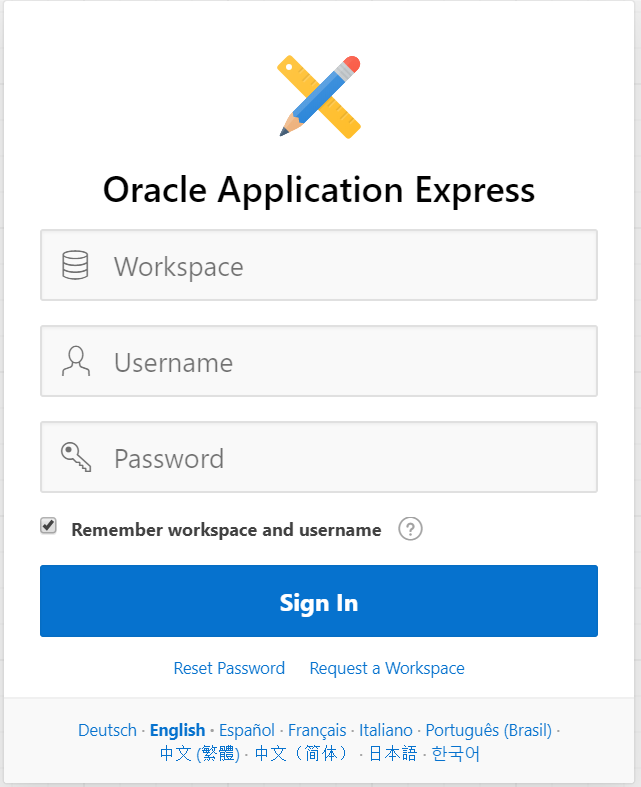 Oracle Application Express
Workspace
Username
Password
Remember workspace and username ?
Sign In
Reset Password Request a Workspace
Deutsch · English · Español · Français · Italiano · Português (Brasil) ·
中文 (繁體) · 中文（简体） · 日本語 · 한국어